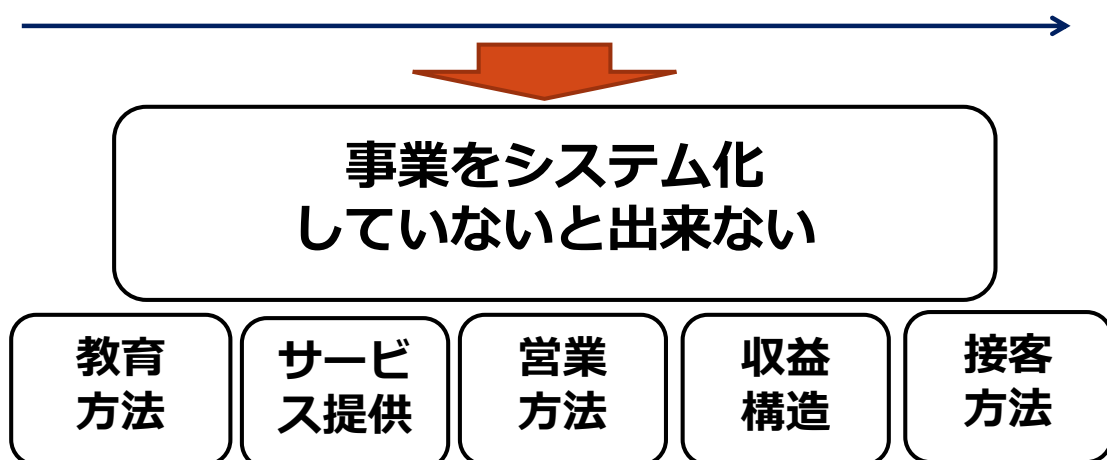 事業をシステム化
していないと出来ない
教育
方法
サービ
ス提供
営業
方法
収益
構造
接客
方法